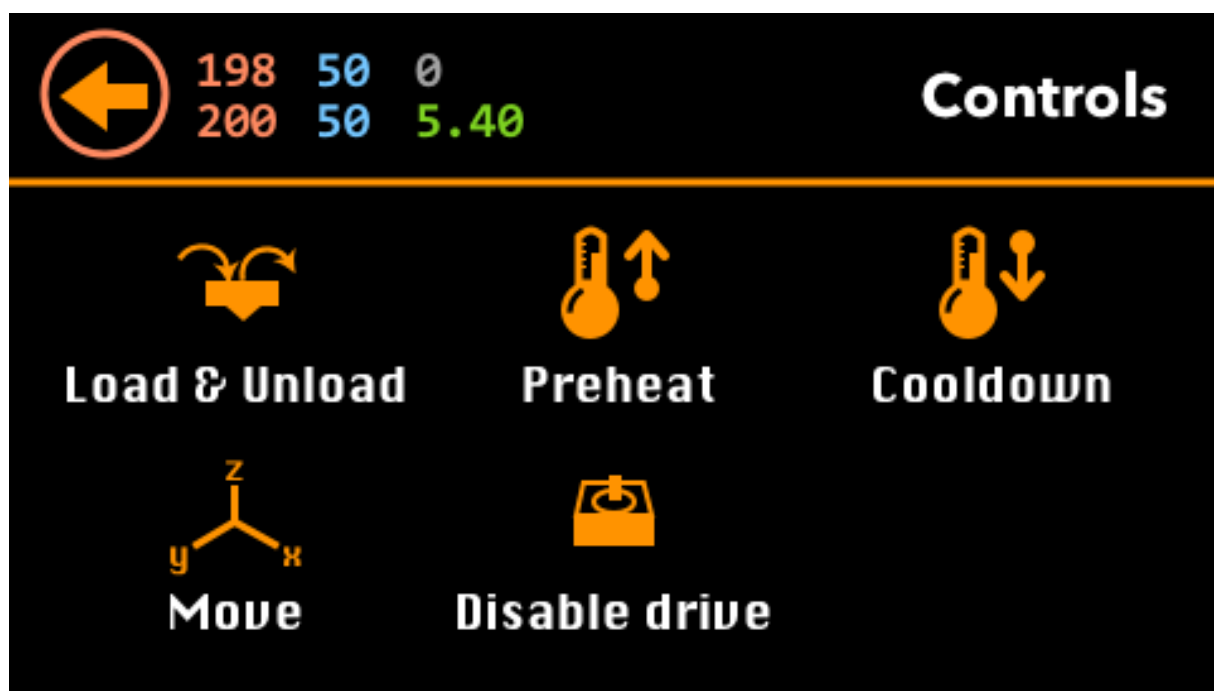 198 50 0
200 50 5.40
Controls
Load & Unload
Preheat
Cooldown
z
y
x
Move
Disable drive